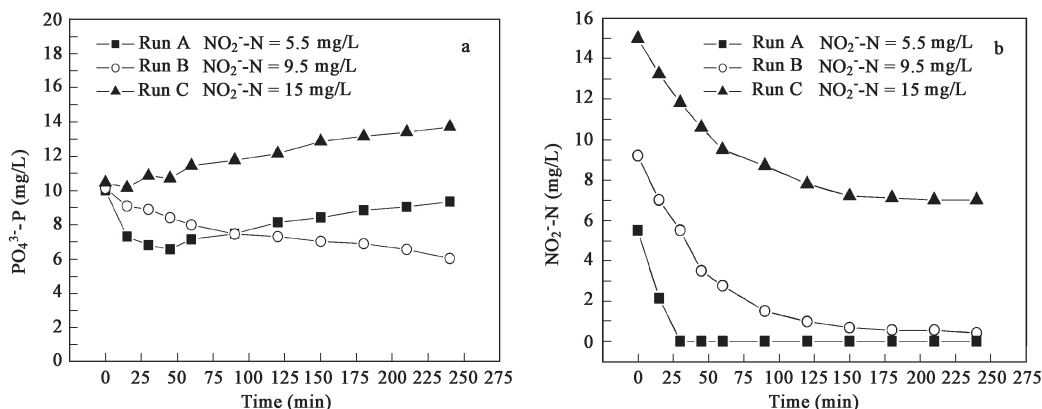 20
18
16
14
12
10
8
6
4
2
0
PO₄³⁻-P (mg/L)
Run A NO₂⁻-N = 5.5 mg/L
Run B NO₂⁻-N = 9.5 mg/L
Run C NO₂⁻-N = 15 mg/L
a
0 25 50 75 100 125 150 175 200 225 250 275
Time (min)
16
14
12
10
8
6
4
2
0
NO₂⁻-N (mg/L)
Run A NO₂⁻-N = 5.5 mg/L
Run B NO₂⁻-N = 9.5 mg/L
Run C NO₂⁻-N = 15 mg/L
b
0 25 50 75 100 125 150 175 200 225 250 275
Time (min)